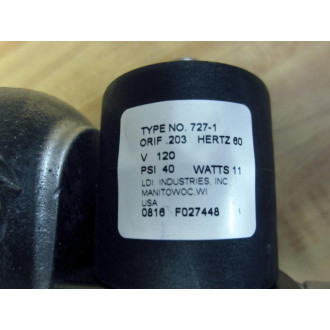 TYPE NO. 727-1
ORIF .203 HERTZ 60
V 120
PSI 40 WATTS 11
LDI INDUSTRIES, INC.
MANITOWOC, WI
USA
0816 F027448